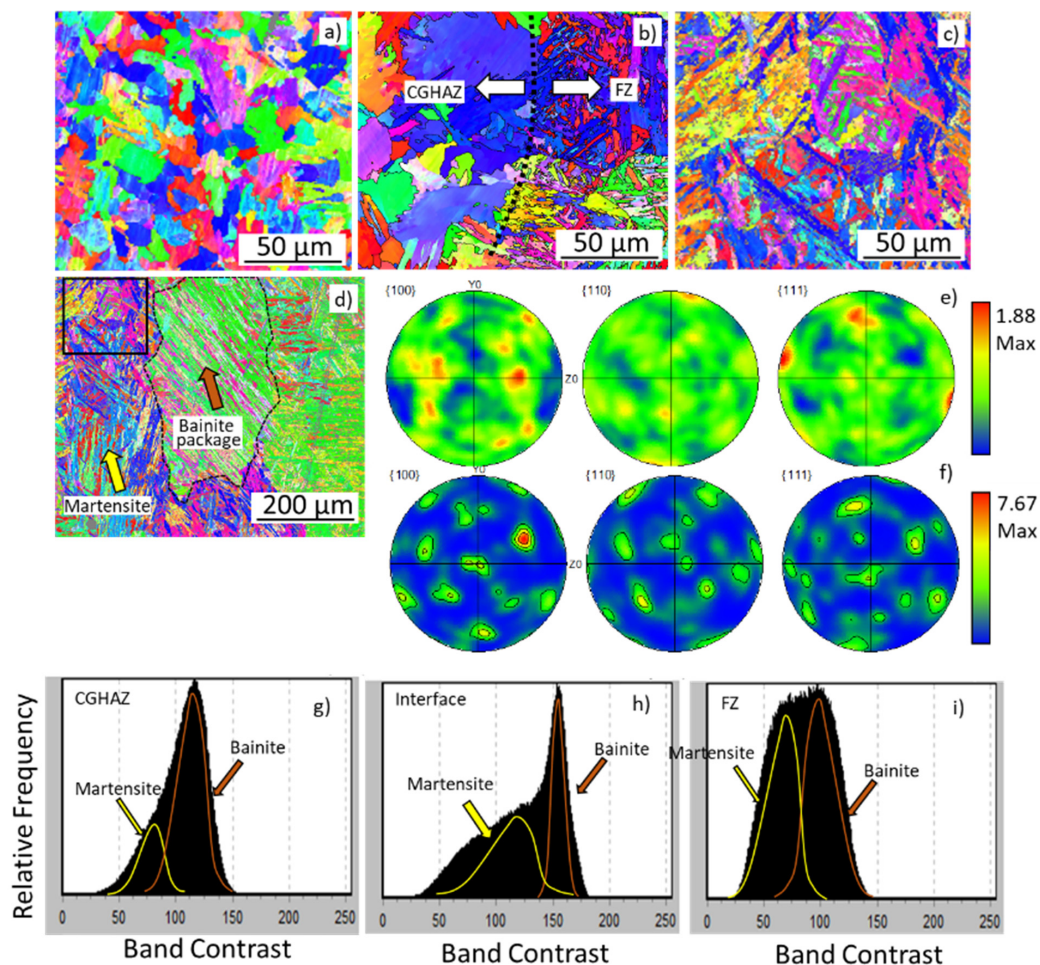 a)
50 µm
b)
CGHAZ
FZ
50 µm
c)
50 µm
d)
Bainite
package
Martensite
200 µm
{100}
Y0
{110}
{111}
e)
Z0
1.88
Max
{100}
Y0
{110}
{111}
f)
Z0
7.67
Max
Relative Frequency
CGHAZ
g)
Martensite
Bainite
0 50 100 150 200 250
Band Contrast
Interface
h)
Martensite
Bainite
0 50 100 150 200 250
Band Contrast
FZ
i)
Martensite
Bainite
0 50 100 150 200 250
Band Contrast